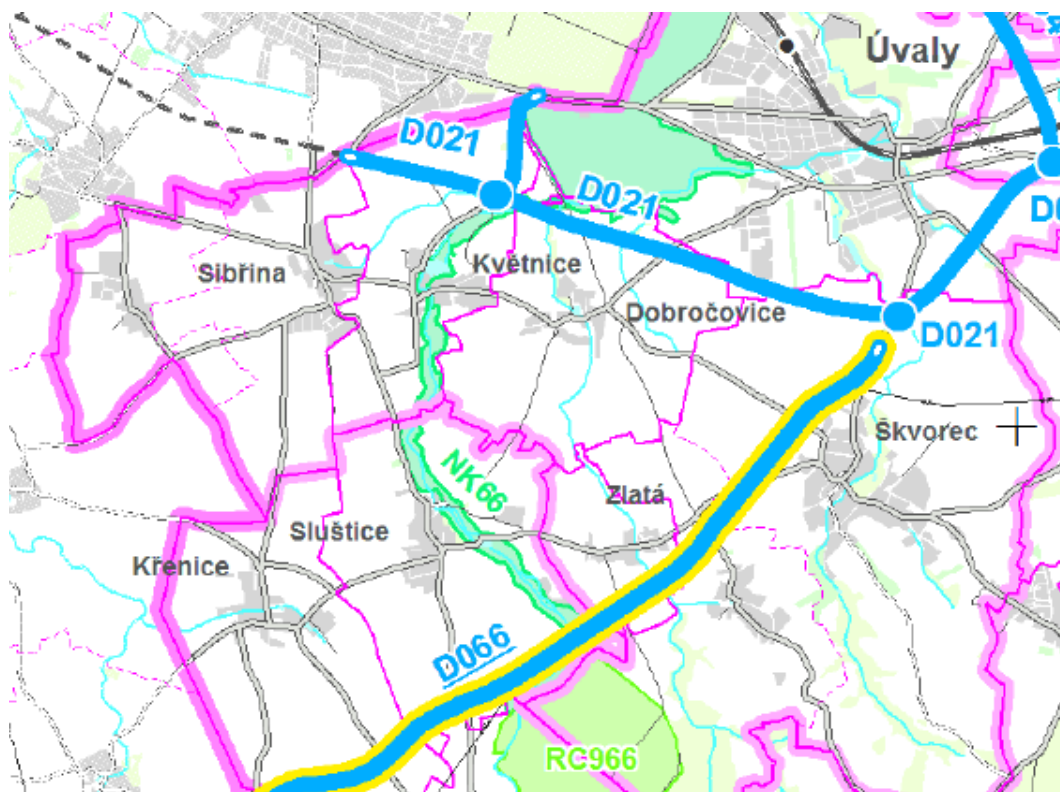 Úvaly
D021
D021
D0
Květnice
Sibřina
Dobročovice
D021
Škvorec
NK66
Zlatá
Sluštice
Křenice
D066
RC966